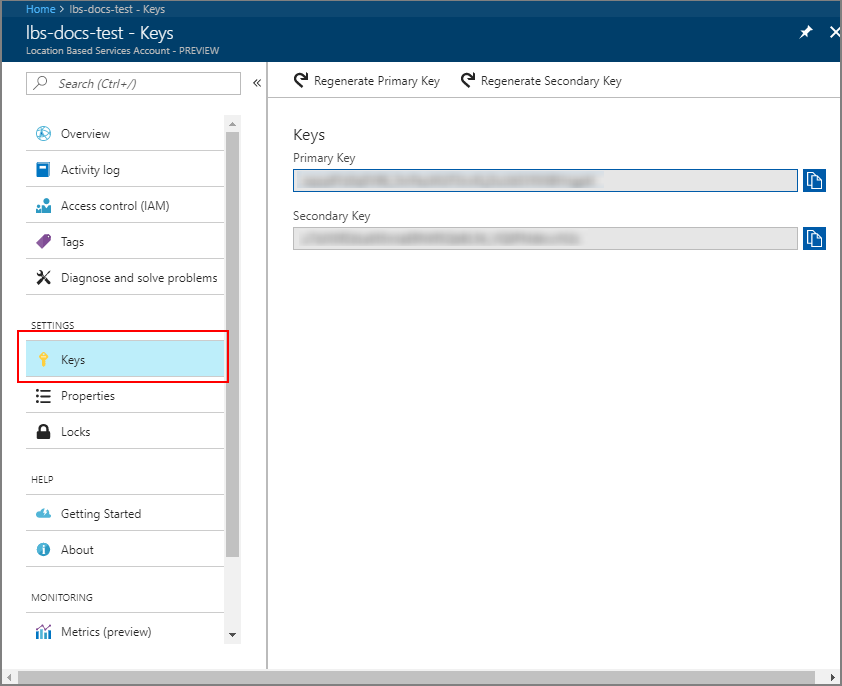 Home > lbs-docs-test - Keys
lbs-docs-test - Keys
Location Based Services Account - PREVIEW
Search (Ctrl+/)
«
Regenerate Primary Key
Regenerate Secondary Key
Overview
Activity log
Access control (IAM)
Tags
Diagnose and solve problems
SETTINGS
Keys
Properties
Locks
HELP
Getting Started
About
MONITORING
Metrics (preview)
Keys
Primary Key
Secondary Key